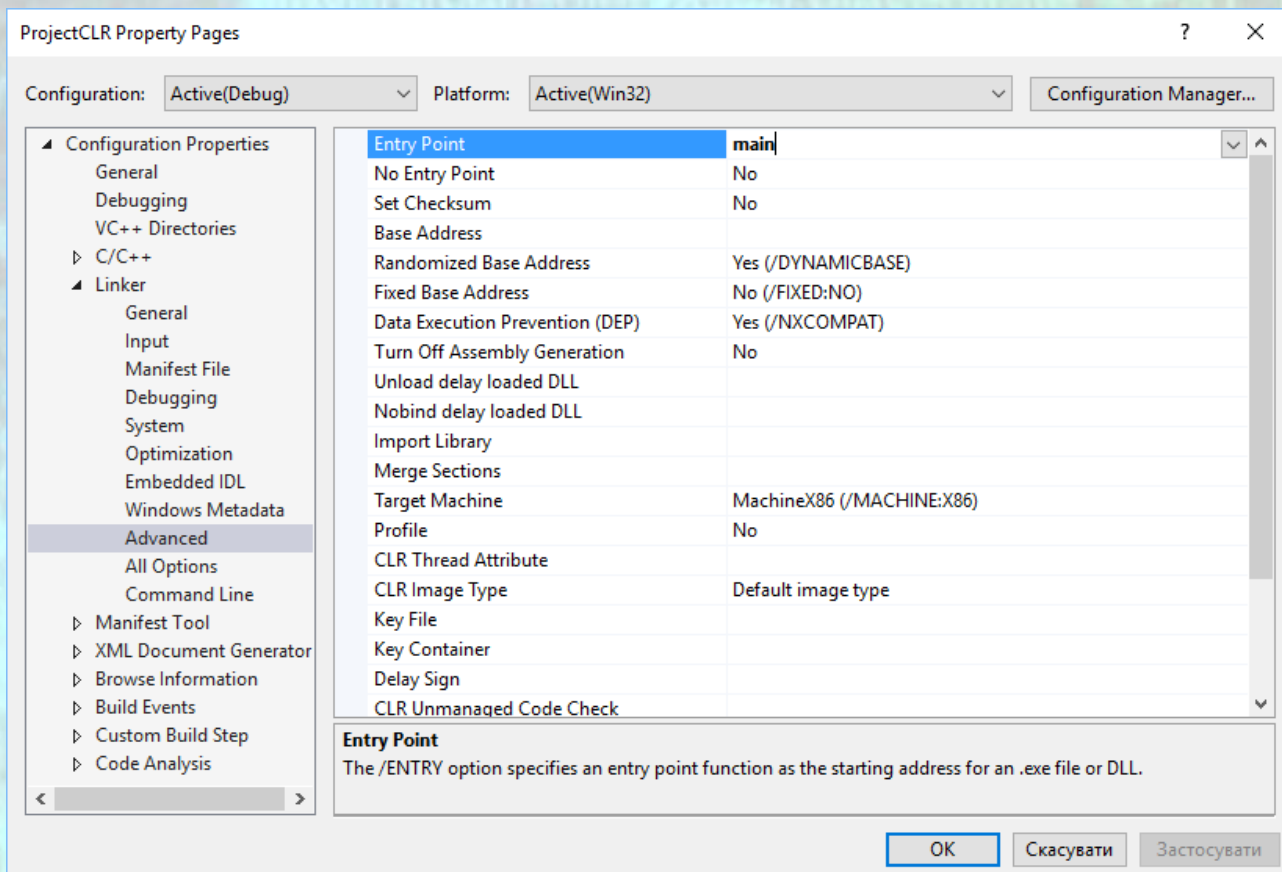 ProjectCLR Property Pages
?
Configuration: Active(Debug) Platform: Active(Win32) Configuration Manager...
Configuration Properties
General
Debugging
VC++ Directories
C/C++
Linker
General
Input
Manifest File
Debugging
System
Optimization
Embedded IDL
Windows Metadata
Advanced
All Options
Command Line
Manifest Tool
XML Document Generator
Browse Information
Build Events
Custom Build Step
Code Analysis
Entry Point main
No Entry Point No
Set Checksum No
Base Address
Randomized Base Address Yes (/DYNAMICBASE)
Fixed Base Address No (/FIXED:NO)
Data Execution Prevention (DEP) Yes (/NXCOMPAT)
Turn Off Assembly Generation No
Unload delay loaded DLL
Nobind delay loaded DLL
Import Library
Merge Sections
Target Machine MachineX86 (/MACHINE:X86)
Profile No
CLR Thread Attribute
CLR Image Type Default image type
Key File
Key Container
Delay Sign
CLR Unmanaged Code Check
Entry Point
The /ENTRY option specifies an entry point function as the starting address for an .exe file or DLL.
OK Скасувати Застосувати